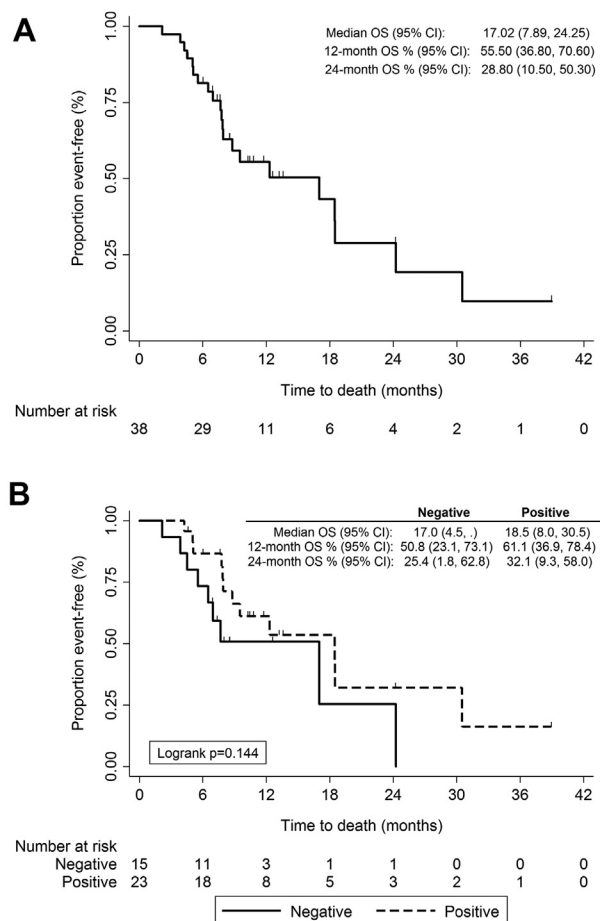 A
Median OS (95% CI): 17.02 (7.89, 24.25)
12-month OS % (95% CI): 55.50 (36.80, 70.60)
24-month OS % (95% CI): 28.80 (10.50, 50.30)
Proportion event-free (%)
1.00
0.75
0.50
0.25
0.00
0 6 12 18 24 30 36 42
Time to death (months)
Number at risk
38 29 11 6 4 2 1 0
B
Negative Positive
Median OS (95% CI): 17.0 (4.5, .) 18.5 (8.0, 30.5)
12-month OS % (95% CI): 50.8 (23.1, 73.1) 61.1 (36.9, 78.4)
24-month OS % (95% CI): 25.4 (1.8, 62.8) 32.1 (9.3, 58.0)
Proportion event-free (%)
1.00
0.75
0.50
0.25
0.00
Logrank p=0.144
0 6 12 18 24 30 36 42
Time to death (months)
Number at risk
Negative 15 11 3 1 1 0 0 0
Positive 23 18 8 5 3 2 1 0
Negative Positive